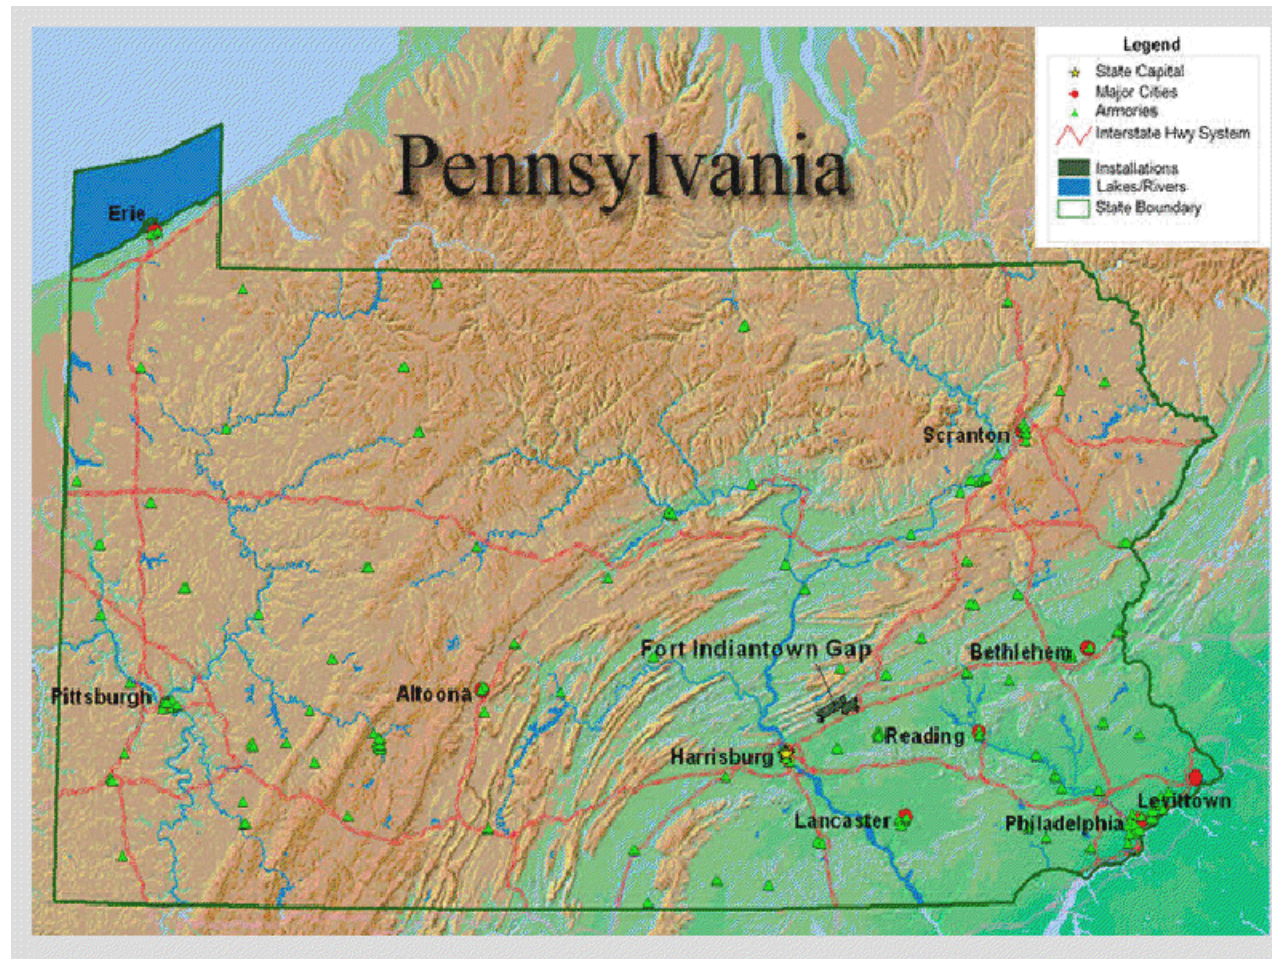 Legend
State Capital
Major Cities
Armories
Interstate Hwy System
Installations
Lakes/Rivers
State Boundary
Pennsylvania
Erie
Scranton
Fort Indiantown Gap
Bethlehem
Pittsburgh
Altoona
Reading
Harrisburg
Levittown
Lancaster
Philadelphia